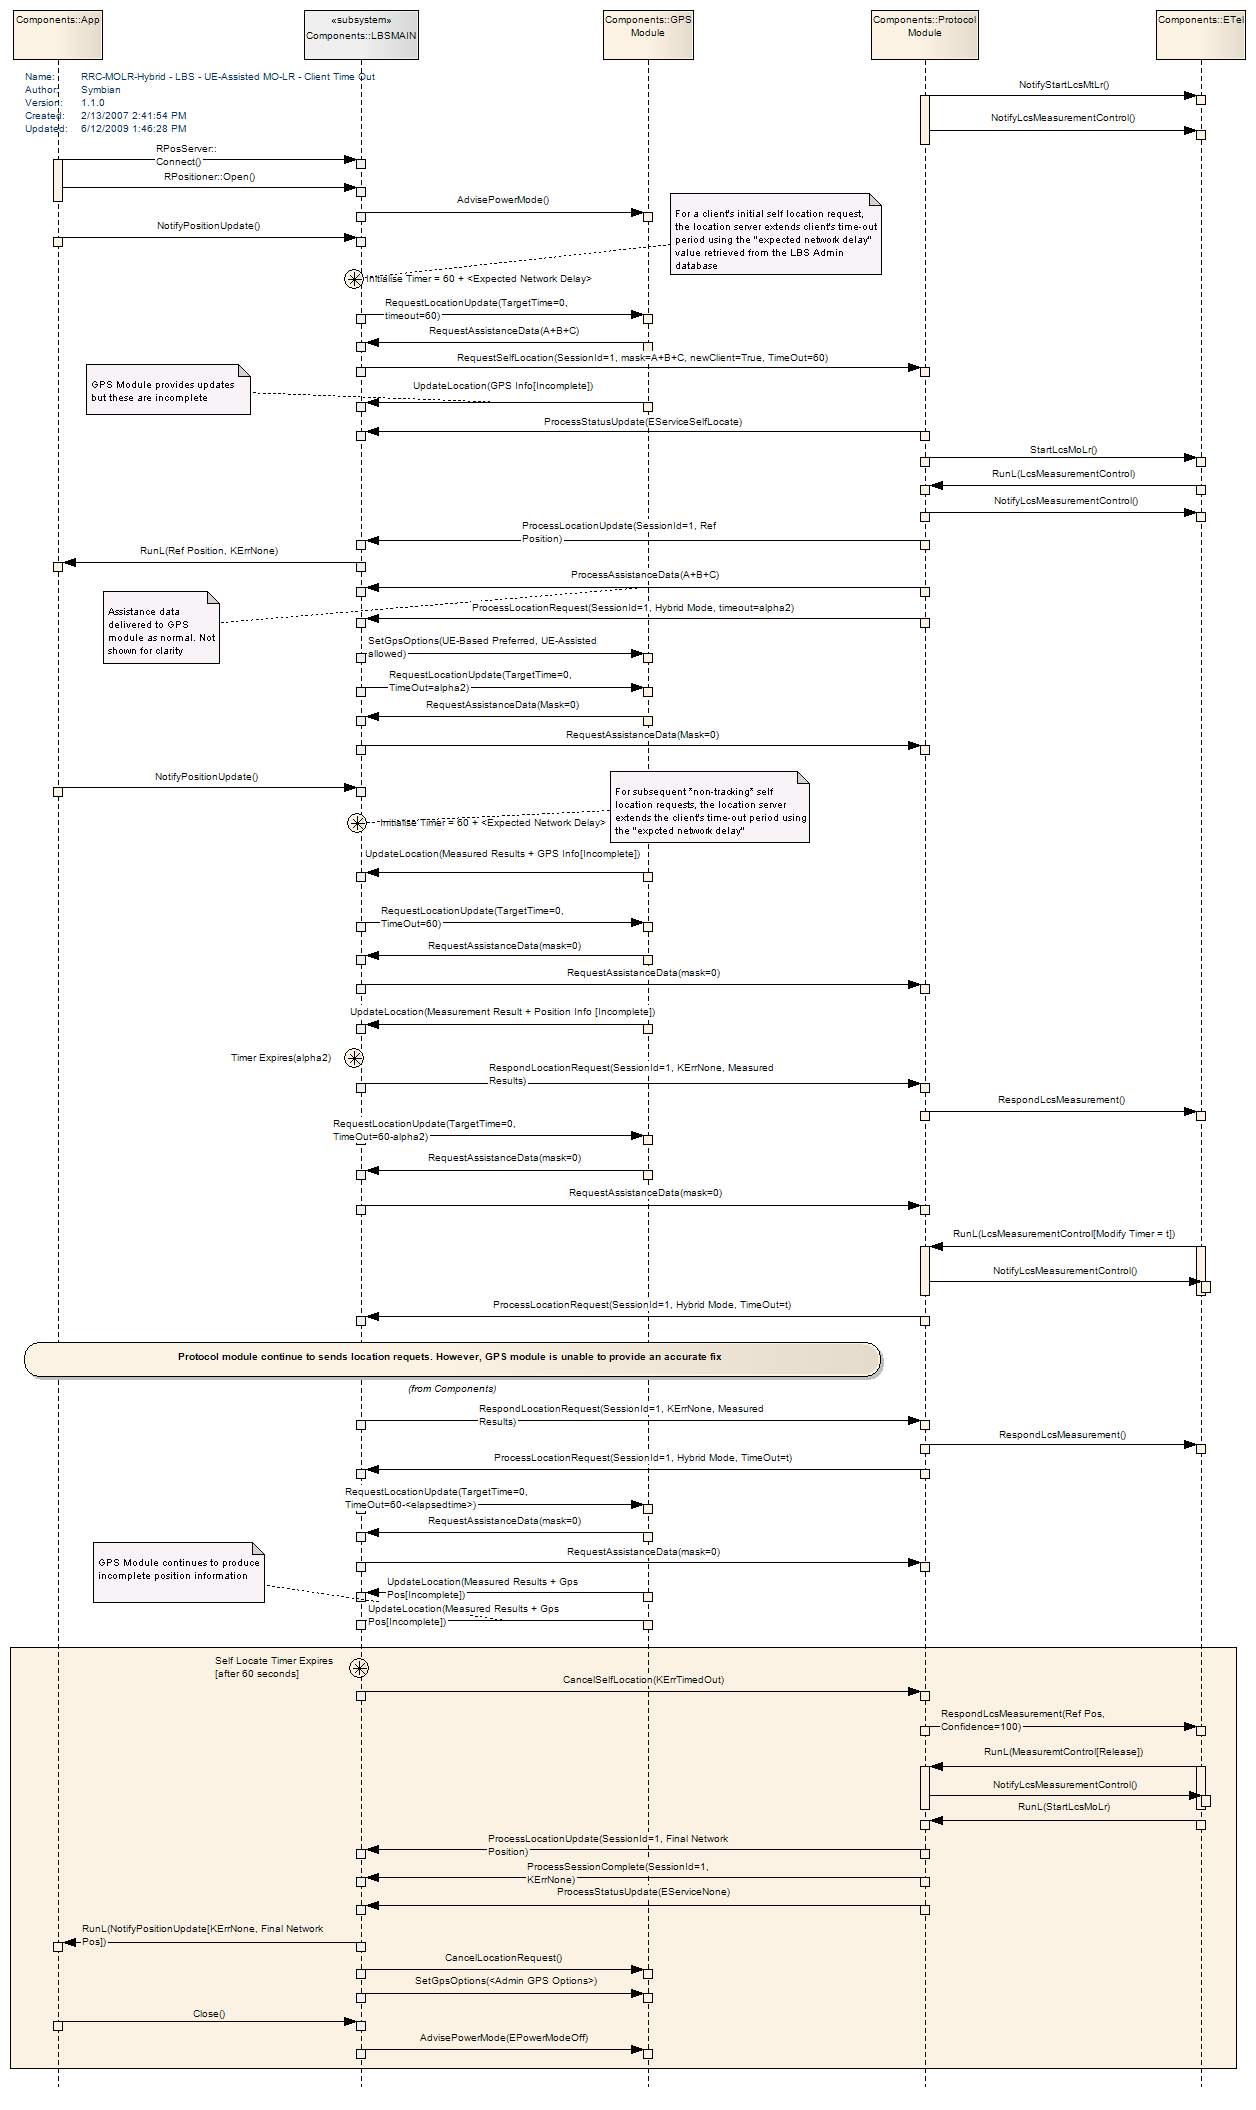 Components::App
«subsystem»
Components::LBSMAIN
Components::GPS
Module
Components::Protocol
Module
Components::ETel
Name: RRC-MOLR-Hybrid - LBS - UE-Assisted MO-LR - Client Time Out
Author: Symbian
Version: 1.1.0
Created: 2/13/2007 2:41:54 PM
Updated: 6/12/2009 1:46:28 PM
NotifyStartLcsMtLr()
NotifyLcsMeasurementControl()
RPosServer::
Connect()
RPositioner::Open()
AdvisePowerMode()
For a client's initial self location request,
the location server extends client's time-out
period using the "expected network delay"
value retrieved from the LBS Admin
database
NotifyPositionUpdate()
Initialise Timer = 60 + <Expected Network Delay>
RequestLocationUpdate(TargetTime=0,
timeout=60)
RequestAssistanceData(A+B+C)
RequestSelfLocation(SessionId=1, mask=A+B+C, newClient=True, TimeOut=60)
GPS Module provides updates
but these are incomplete
UpdateLocation(GPS Info[Incomplete])
ProcessStatusUpdate(EServiceSelfLocate)
StartLcsMoLr()
RunL(LcsMeasurementControl)
NotifyLcsMeasurementControl()
ProcessLocationUpdate(SessionId=1, Ref
Position)
RunL(Ref Position, KErrNone)
ProcessAssistanceData(A+B+C)
Assistance data
delivered to GPS
module as normal. Not
shown for clarity
ProcessLocationRequest(SessionId=1, Hybrid Mode, timeout=alpha2)
SetGpsOptions(UE-Based Preferred, UE-Assisted
allowed)
RequestLocationUpdate(TargetTime=0,
TimeOut=alpha2)
RequestAssistanceData(Mask=0)
RequestAssistanceData(Mask=0)
NotifyPositionUpdate()
For subsequent *non-tracking* self
location requests, the location server
extends the client's time-out period using
the "expcted network delay"
Initialise Timer = 60 + <Expected Network Delay>
UpdateLocation(Measured Results + GPS Info[Incomplete])
RequestLocationUpdate(TargetTime=0,
TimeOut=60)
RequestAssistanceData(mask=0)
RequestAssistanceData(mask=0)
UpdateLocation(Measurement Result + Position Info [Incomplete])
Timer Expires(alpha2)
RespondLocationRequest(SessionId=1, KErrNone, Measured
Results)
RespondLcsMeasurement()
RequestLocationUpdate(TargetTime=0,
TimeOut=60-alpha2)
RequestAssistanceData(mask=0)
RequestAssistanceData(mask=0)
RunL(LcsMeasurementControl[Modify Timer = t])
NotifyLcsMeasurementControl()
ProcessLocationRequest(SessionId=1, Hybrid Mode, TimeOut=t)
Protocol module continue to sends location requets. However, GPS module is unable to provide an accurate fix
(from Components)
RespondLocationRequest(SessionId=1, KErrNone, Measured
Results)
RespondLcsMeasurement()
ProcessLocationRequest(SessionId=1, Hybrid Mode, TimeOut=t)
RequestLocationUpdate(TargetTime=0,
TimeOut=60-<elapsedtime>)
RequestAssistanceData(mask=0)
RequestAssistanceData(mask=0)
GPS Module continues to produce
incomplete position information
UpdateLocation(Measured Results + Gps
Pos[Incomplete])
UpdateLocation(Measured Results + Gps
Pos[Incomplete])
Self Locate Timer Expires
[after 60 seconds]
CancelSelfLocation(KErrTimedOut)
RespondLcsMeasurement(Ref Pos,
Confidence=100)
RunL(MeasuremtControl[Release])
NotifyLcsMeasurementControl()
RunL(StartLcsMoLr)
ProcessLocationUpdate(SessionId=1, Final Network
Position)
ProcessSessionComplete(SessionId=1,
KErrNone)
ProcessStatusUpdate(EServiceNone)
RunL(NotifyPositionUpdate[KErrNone, Final Network
Pos])
CancelLocationRequest()
SetGpsOptions(<Admin GPS Options>)
Close()
AdvisePowerMode(EPowerModeOff)